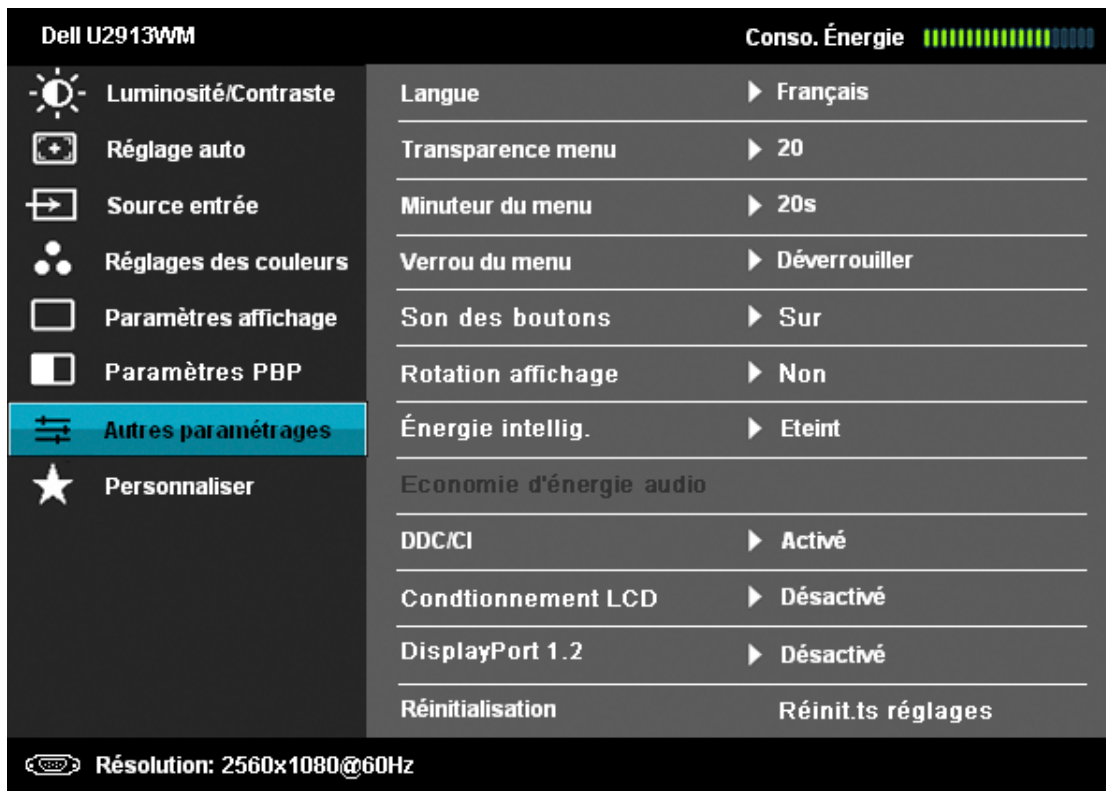 Dell U2913WM
Conso. Énergie
Luminosité/Contraste
Réglage auto
Source entrée
Réglages des couleurs
Paramètres affichage
Paramètres PBP
Autres paramétrages
Personnaliser
Langue Français
Transparence menu 20
Minuteur du menu 20s
Verrou du menu Déverrouiller
Son des boutons Sur
Rotation affichage Non
Énergie intellig. Eteint
Economie d'énergie audio
DDC/CI Activé
Condtionnement LCD Désactivé
DisplayPort 1.2 Désactivé
Réinitialisation Réinit.ts réglages
Résolution: 2560x1080@60Hz